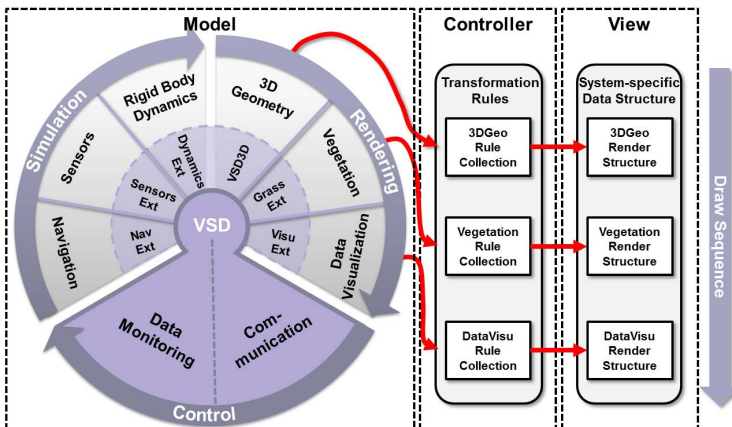 Model
Controller
View
Simulation
Rendering
Control
Draw Sequence
Navigation
Sensors
Rigid Body
Dynamics
3D
Geometry
Vegetation
Data
Visualization
Nav
Ext
Sensors
Ext
Dynamics
Ext
VSD3D
Grass
Ext
Visu
Ext
VSD
Data
Monitoring
Com-
munication
Transformation
Rules
3DGeo
Rule
Collection
Vegetation
Rule
Collection
DataVisu
Rule
Collection
System-specific
Data Structure
3DGeo
Render
Structure
Vegetation
Render
Structure
DataVisu
Render
Structure